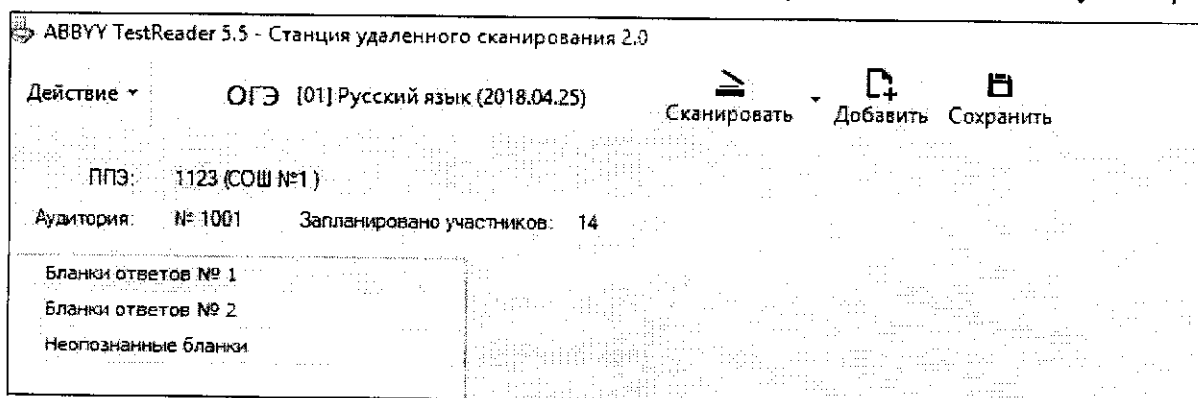 ABBYY TestReader 5.5 - Станция удаленного сканирования 2.0
Действие ОГЭ [01] Русский язык (2018.04.25) Сканировать Добавить Сохранить
ППЭ: 1123 (СОШ №1 )
Аудитория: № 1001 Запланировано участников: 14
Бланки ответов № 1
Бланки ответов № 2
Неопознанные бланки